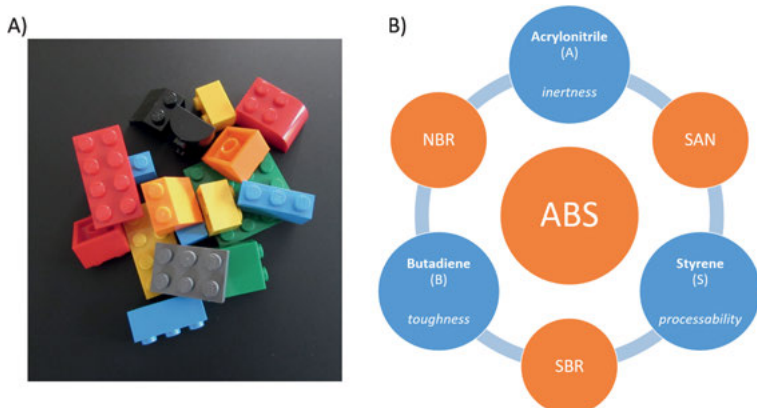 A)
B)
Acrylonitrile
(A)
inertness
NBR
SAN
ABS
Butadiene
(B)
toughness
Styrene
(S)
processability
SBR